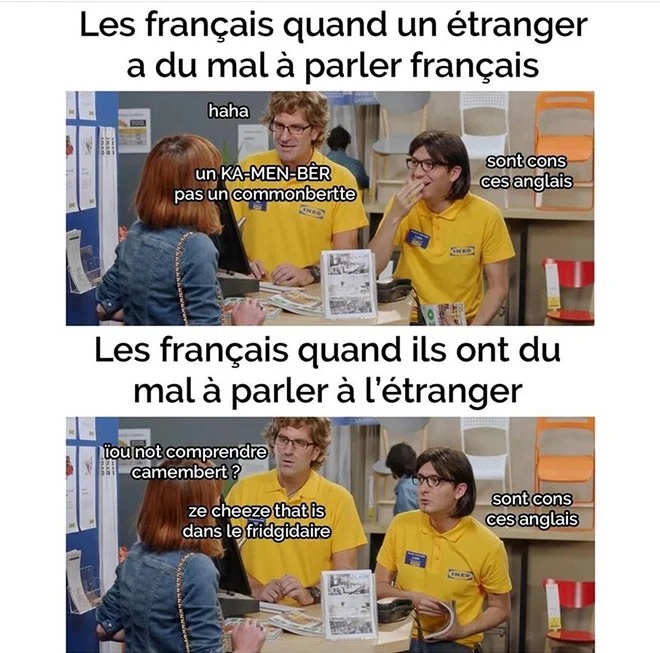 Les français quand un étranger
a du mal à parler français
haha
un KA-MEN-BÈR
pas un commonbertte
sont cons
ces anglais
Les français quand ils ont du
mal à parler à l’étranger
ïou not comprendre
camembert ?
ze cheeze that is
dans le fridgidaire
sont cons
ces anglais